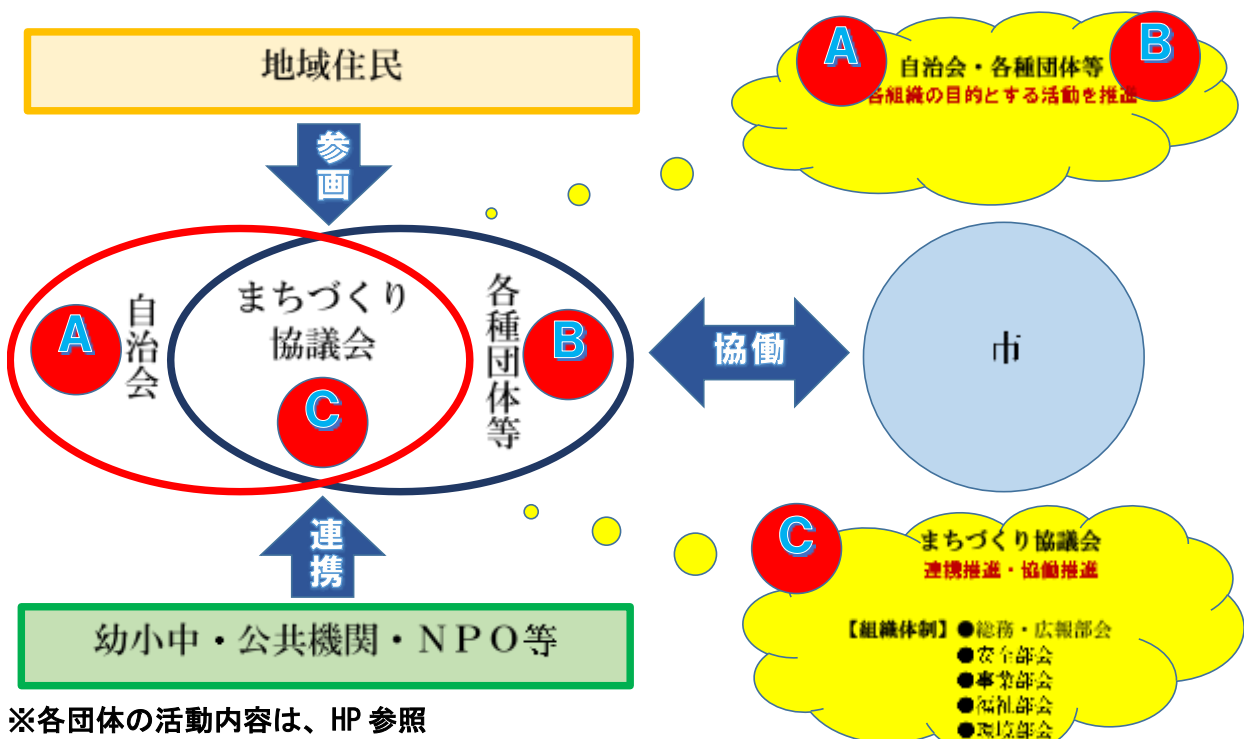 地域住民
A
B
自治会・各種団体等
各組織の目的とする活動を推進
参画
まちづくり
協議会
自治会
各種団体等
A
B
C
協働
市
連携
C
まちづくり協議会
連携推進・協働推進
【組織体制】●総務・広報部会
●安全部会
●事業部会
●福祉部会
●環境部会
幼小中・公共機関・NPO等
※各団体の活動内容は、HP参照